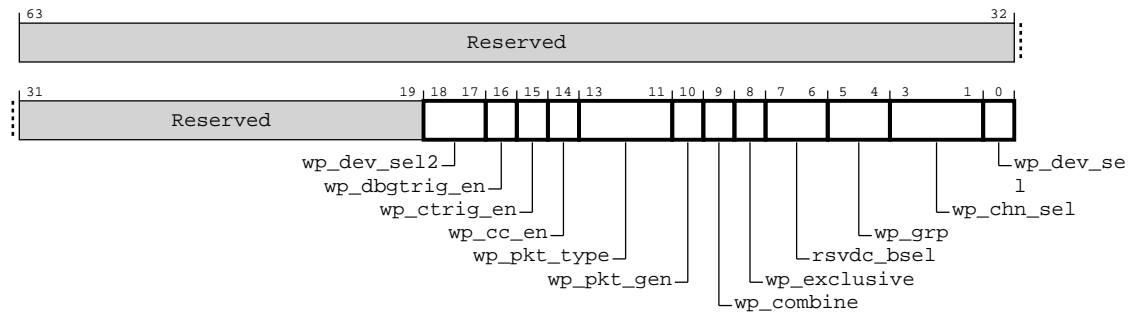 63 32
Reserved
31 19 18 17 16 15 14 13 11 10 9 8 7 6 5 4 3 1 0
Reserved
wp_dev_sel2 wp_dev_se
wp_dbgtrig_en l
wp_ctrig_en wp_chn_sel
wp_cc_en wp_grp
wp_pkt_type rsvdc_bsel
wp_pkt_gen wp_exclusive
wp_combine